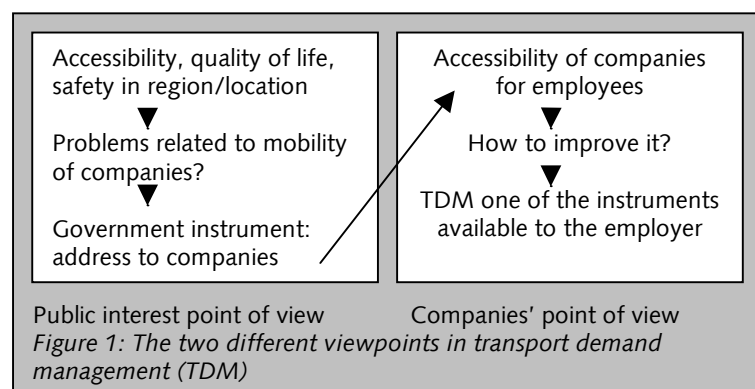 Accessibility, quality of life,
safety in region/location
Problems related to mobility
of companies?
Government instrument:
address to companies
Accessibility of companies
for employees
How to improve it?
TDM one of the instruments
available to the employer
Public interest point of view
Companies' point of view
Figure 1: The two different viewpoints in transport demand
management (TDM)